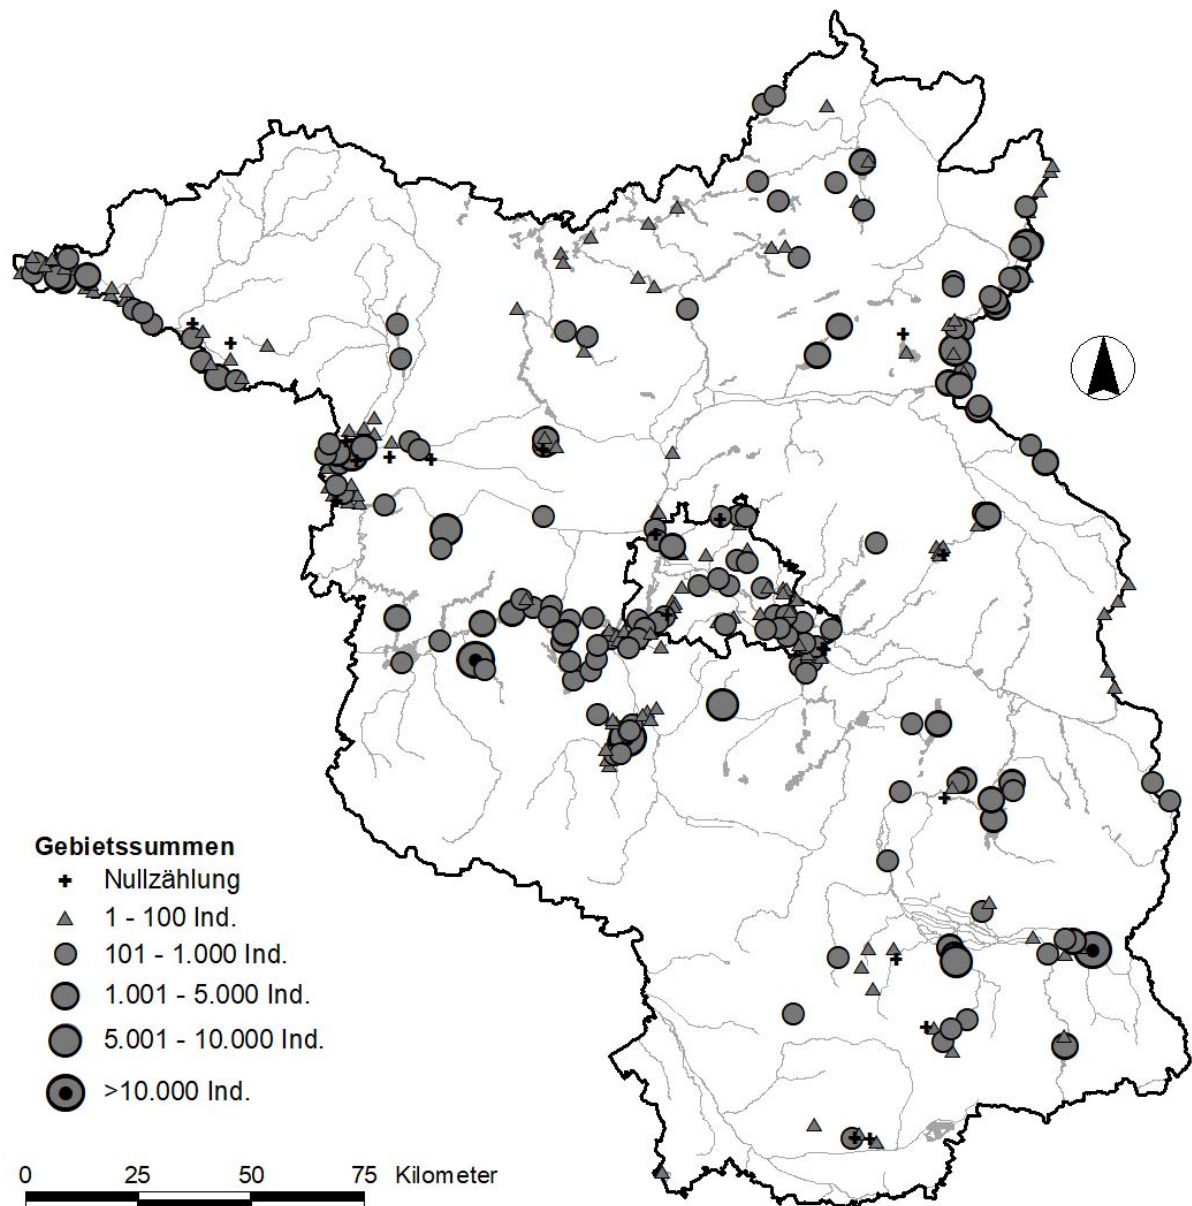 Gebietssummen
Nullzählung
1 - 100 Ind.
101 - 1.000 Ind.
1.001 - 5.000 Ind.
5.001 - 10.000 Ind.
>10.000 Ind.
0 25 50 75 Kilometer